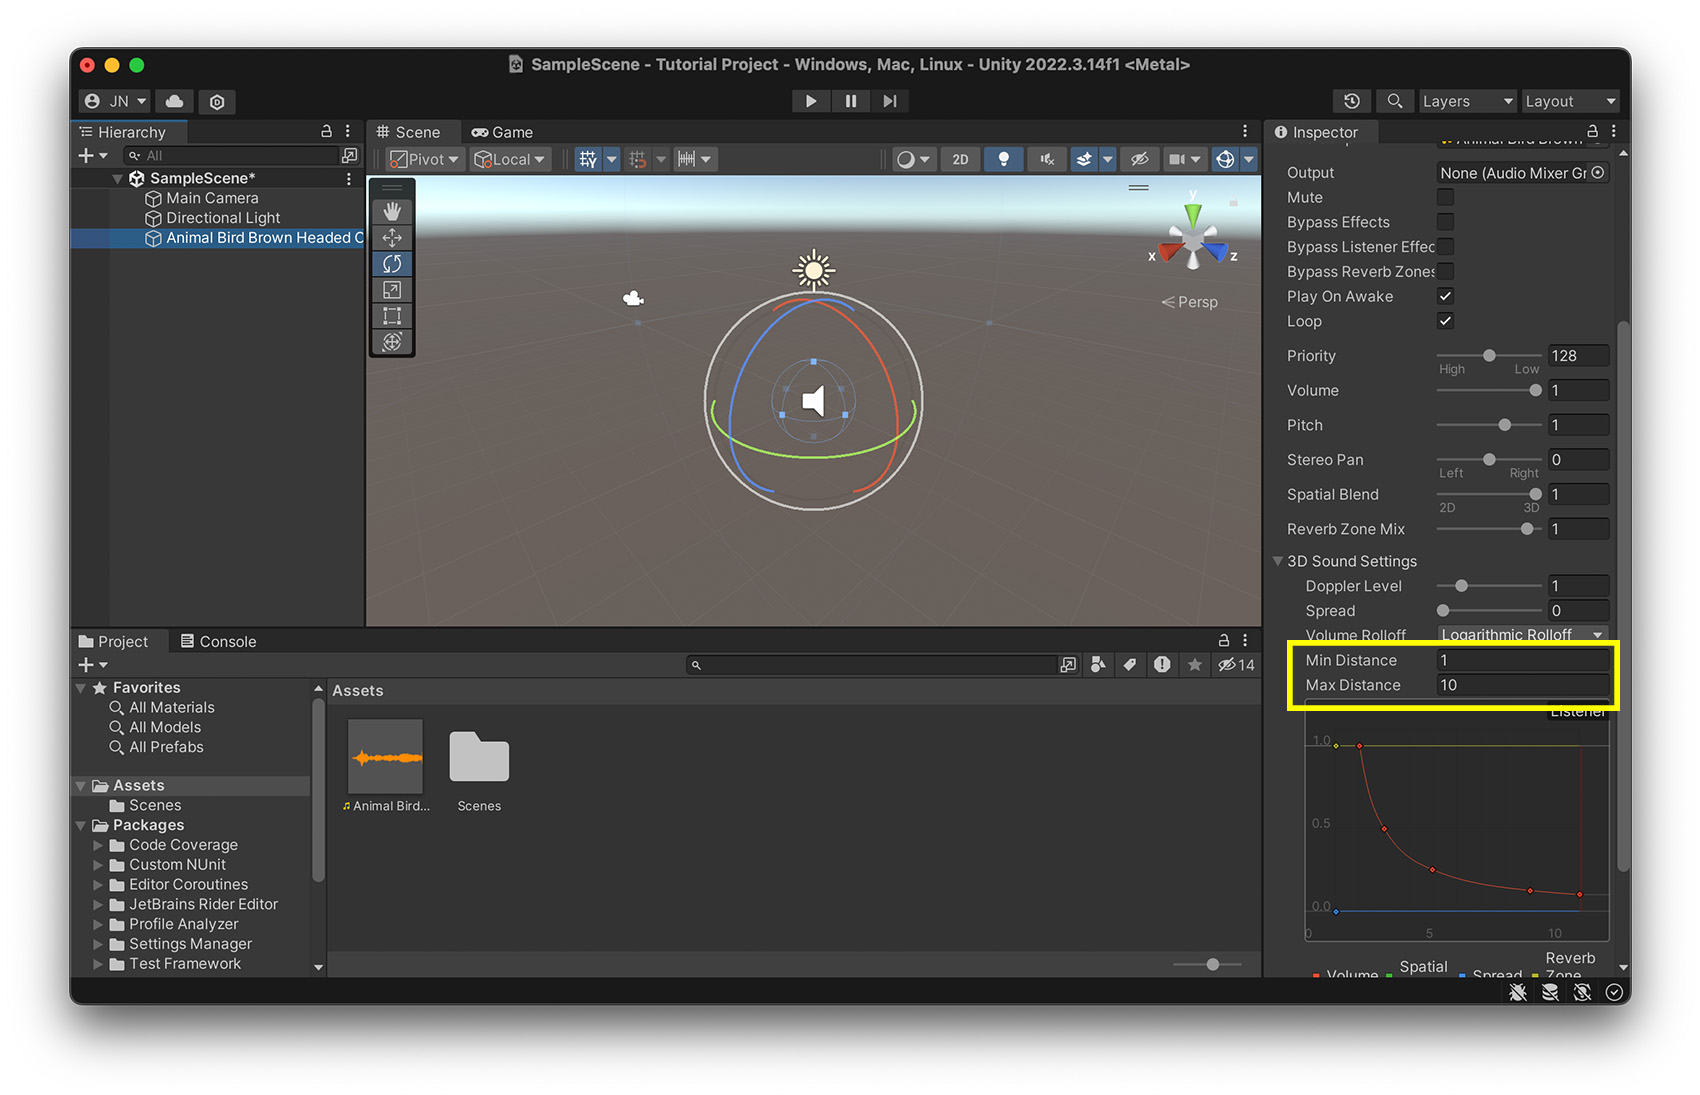 SampleScene - Tutorial Project - Windows, Mac, Linux - Unity 2022.3.14f1 <Metal>
JN
Layers
Layout
Hierarchy
All
SampleScene*
Main Camera
Directional Light
Animal Bird Brown Headed C
Scene
Game
Pivot
Local
2D
y
x
z
Persp
Inspector
Animal Bird Brown
Output
None (Audio Mixer Gr
Mute
Bypass Effects
Bypass Listener Effec
Bypass Reverb Zones
Play On Awake
Loop
Priority
128
High
Low
Volume
1
Pitch
1
Stereo Pan
0
Left
Right
Spatial Blend
1
2D
3D
Reverb Zone Mix
1
3D Sound Settings
Doppler Level
1
Spread
0
Volume Rolloff
Logarithmic Rolloff
Min Distance
1
Max Distance
10
Listener
1.0
0.5
0.0
0
5
10
Volume
Spatial
Spread
Reverb
Zone
Project
Console
14
Favorites
All Materials
All Models
All Prefabs
Assets
Scenes
Packages
Code Coverage
Custom NUnit
Editor Coroutines
JetBrains Rider Editor
Profile Analyzer
Settings Manager
Test Framework
Assets
Animal Bird...
Scenes